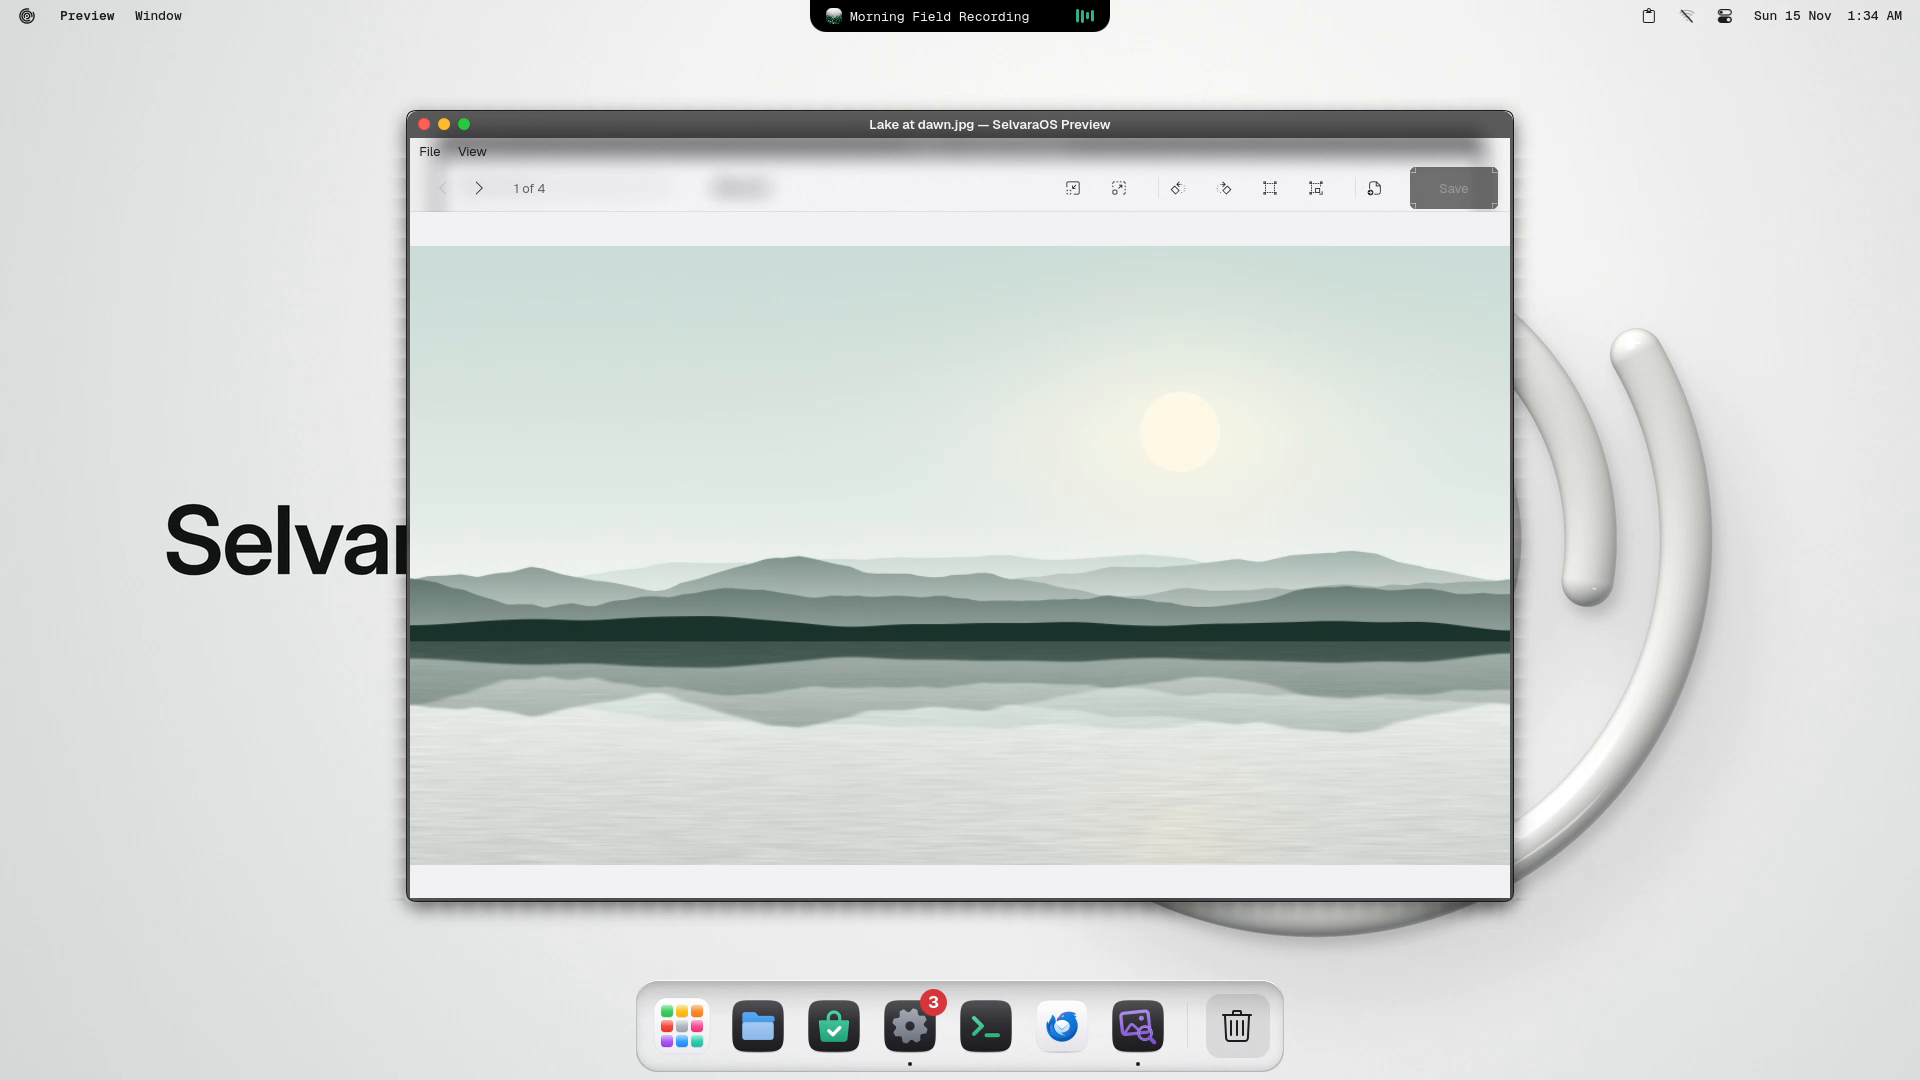 Preview Window
Morning Field Recording
Sun 15 Nov 1:34 AM
Lake at dawn.jpg — SelvaraOS Preview
File View
1 of 4
Save
Selvar
3